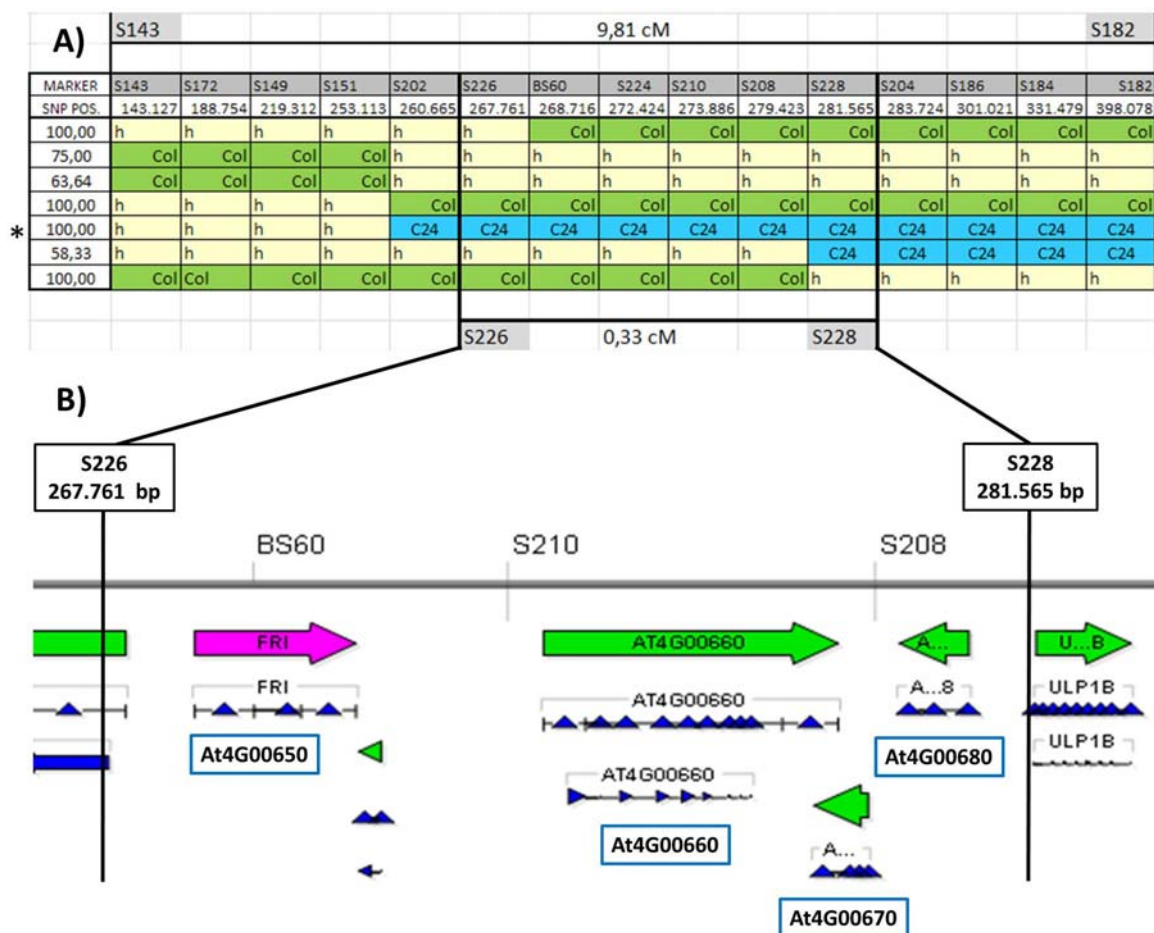 A)
S143 9,81 cM S182
MARKER S143 S172 S149 S151 S202 S226 BS60 S224 S210 S208 S228 S204 S186 S184 S182
SNP POS. 143.127 188.754 219.312 253.113 260.665 267.761 268.716 272.424 273.886 279.423 281.565 283.724 301.021 331.479 398.078
100,00 h h h h h h Col Col Col Col Col Col Col Col Col
75,00 Col Col Col Col h h h h h h h h h h h
63,64 Col Col Col Col h h h h h h h h h h h
100,00 h h h h Col Col Col Col Col Col Col Col Col Col Col
* 100,00 h h h h C24 C24 C24 C24 C24 C24 C24 C24 C24 C24 C24
58,33 h h h h h h h h h h C24 C24 C24 C24 C24
100,00 Col Col Col Col Col Col Col Col Col Col h h h h h
S226 0,33 cM S228
B)
S226
267.761 bp
S228
281.565 bp
BS60 S210 S208
FRI AT4G00660 A... U...B
FRI AT4G00660 A...8 ULP1B
At4G00650 At4G00680 ULP1B
AT4G00660
At4G00660
A...
At4G00670